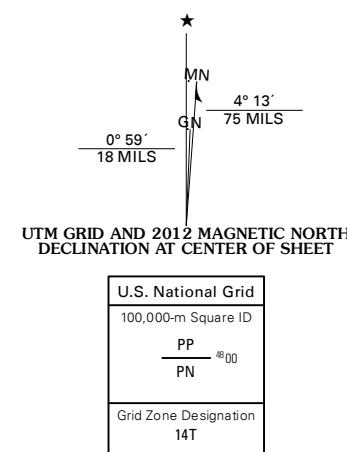 ★
MN
4° 13´
75 MILS
GN
0° 59´
18 MILS
UTM GRID AND 2012 MAGNETIC NORTH
DECLINATION AT CENTER OF SHEET
U.S. National Grid
100,000-m Square ID
PP
4800
PN
Grid Zone Designation
14T